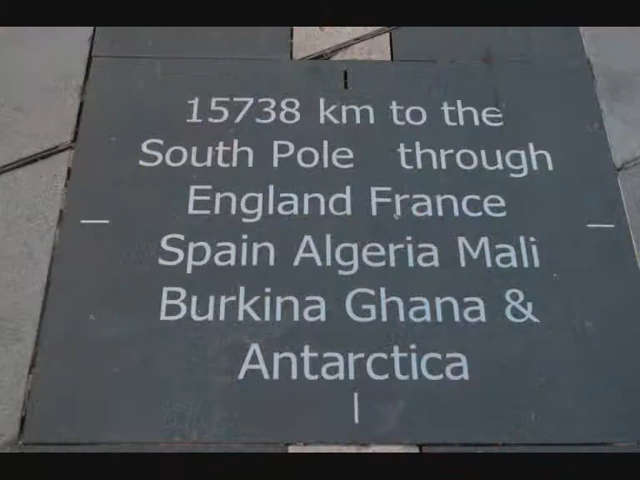 15738 km to the
South Pole through
England France
Spain Algeria Mali
Burkina Ghana &
Antarctica